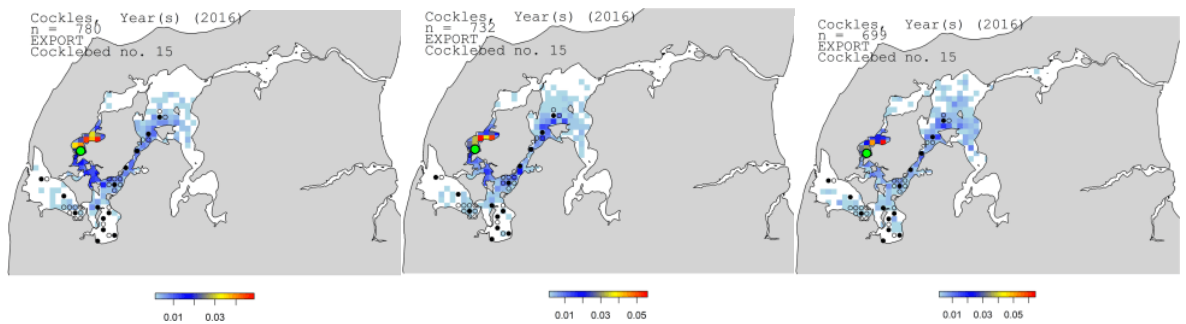 Cockles, Year(s) (2016)
n = 780
EXPORT
Cocklebed no. 15
Cockles, Year(s) (2016)
n = 732
EXPORT
Cocklebed no. 15
Cockles, Year(s) (2016)
n = 699
EXPORT
Cocklebed no. 15
0.01 0.03
0.01 0.03 0.05
0.01 0.03 0.05